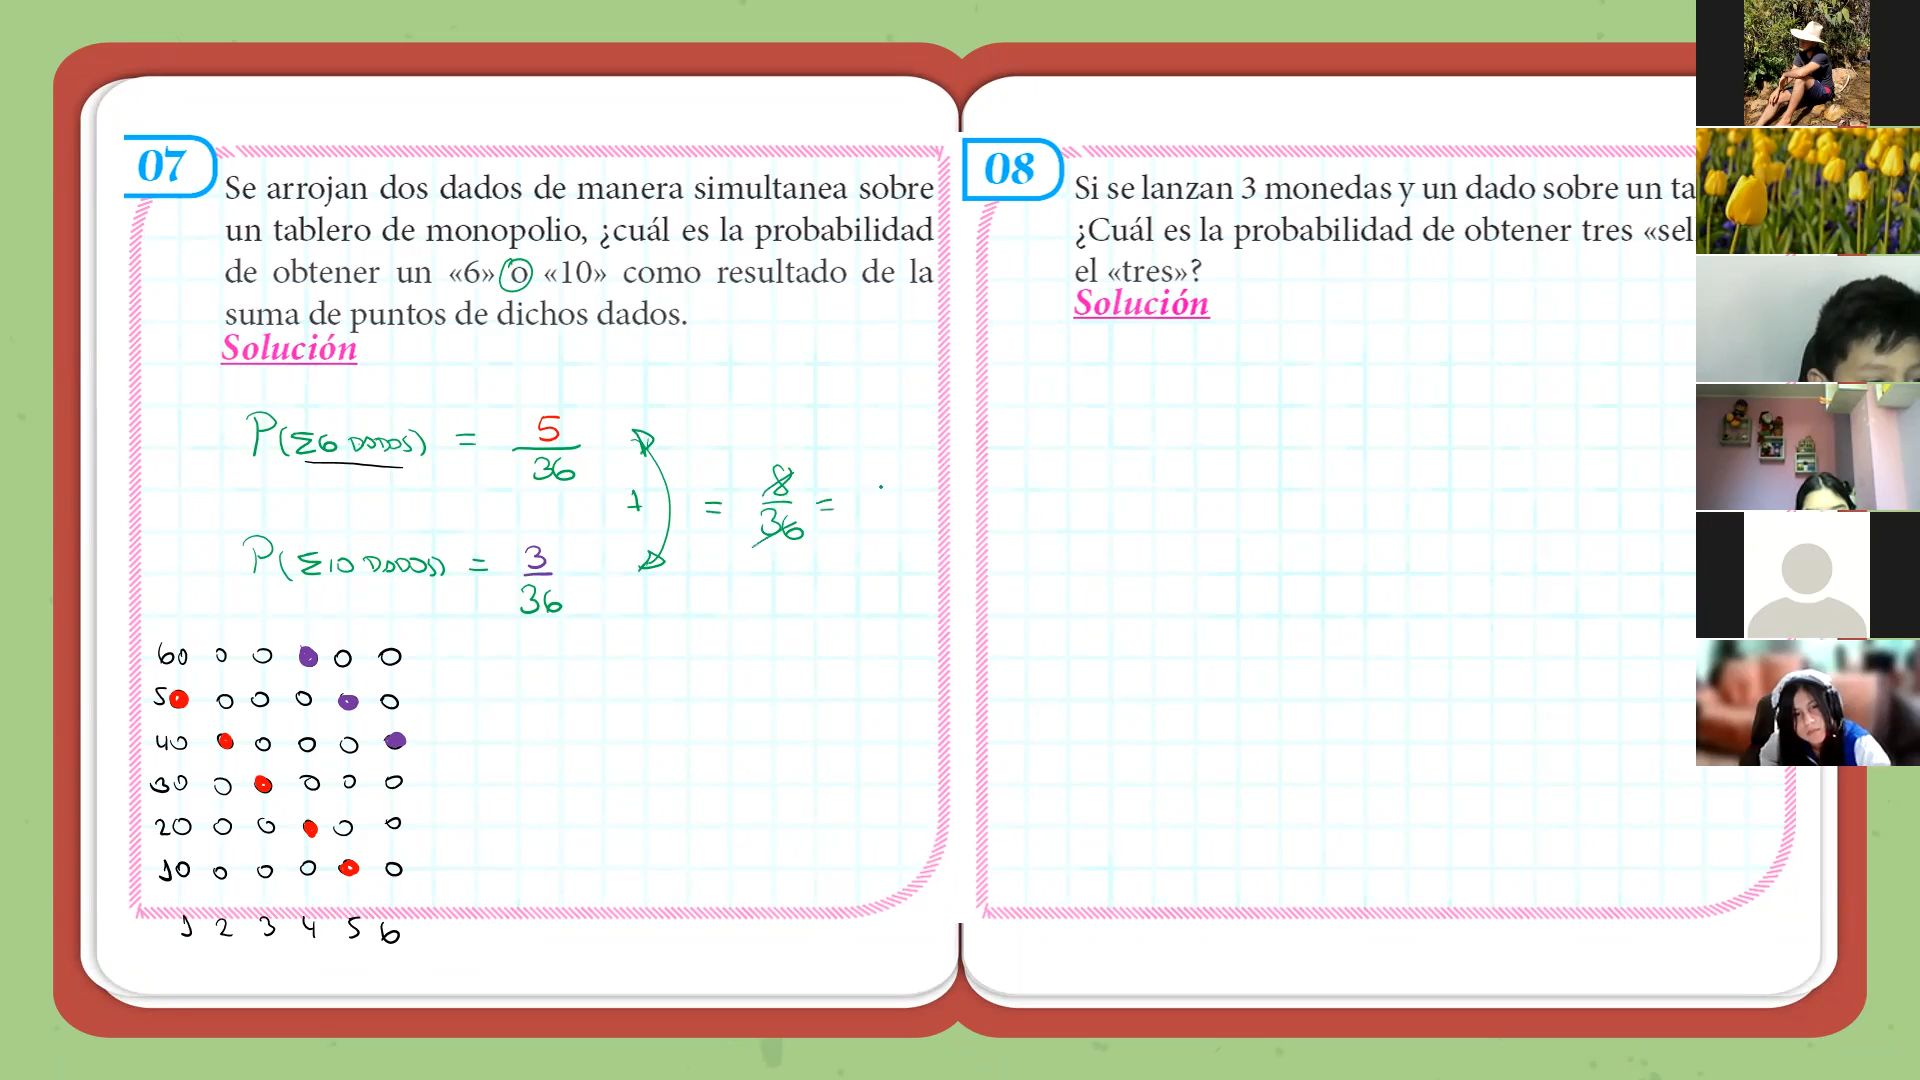 07
Se arrojan dos dados de manera simultanea sobre
un tablero de monopolio, ¿cuál es la probabilidad
de obtener un «6» o «10» como resultado de la
suma de puntos de dichos dados.
Solución
P(Σ6 DADOS) = 5/36
+ = 8/36 =
P(Σ10 DADOS) = 3/36
6
5
4
3
2
1
1 2 3 4 5 6
08
Si se lanzan 3 monedas y un dado sobre un ta
¿Cuál es la probabilidad de obtener tres «sel
el «tres»?
Solución